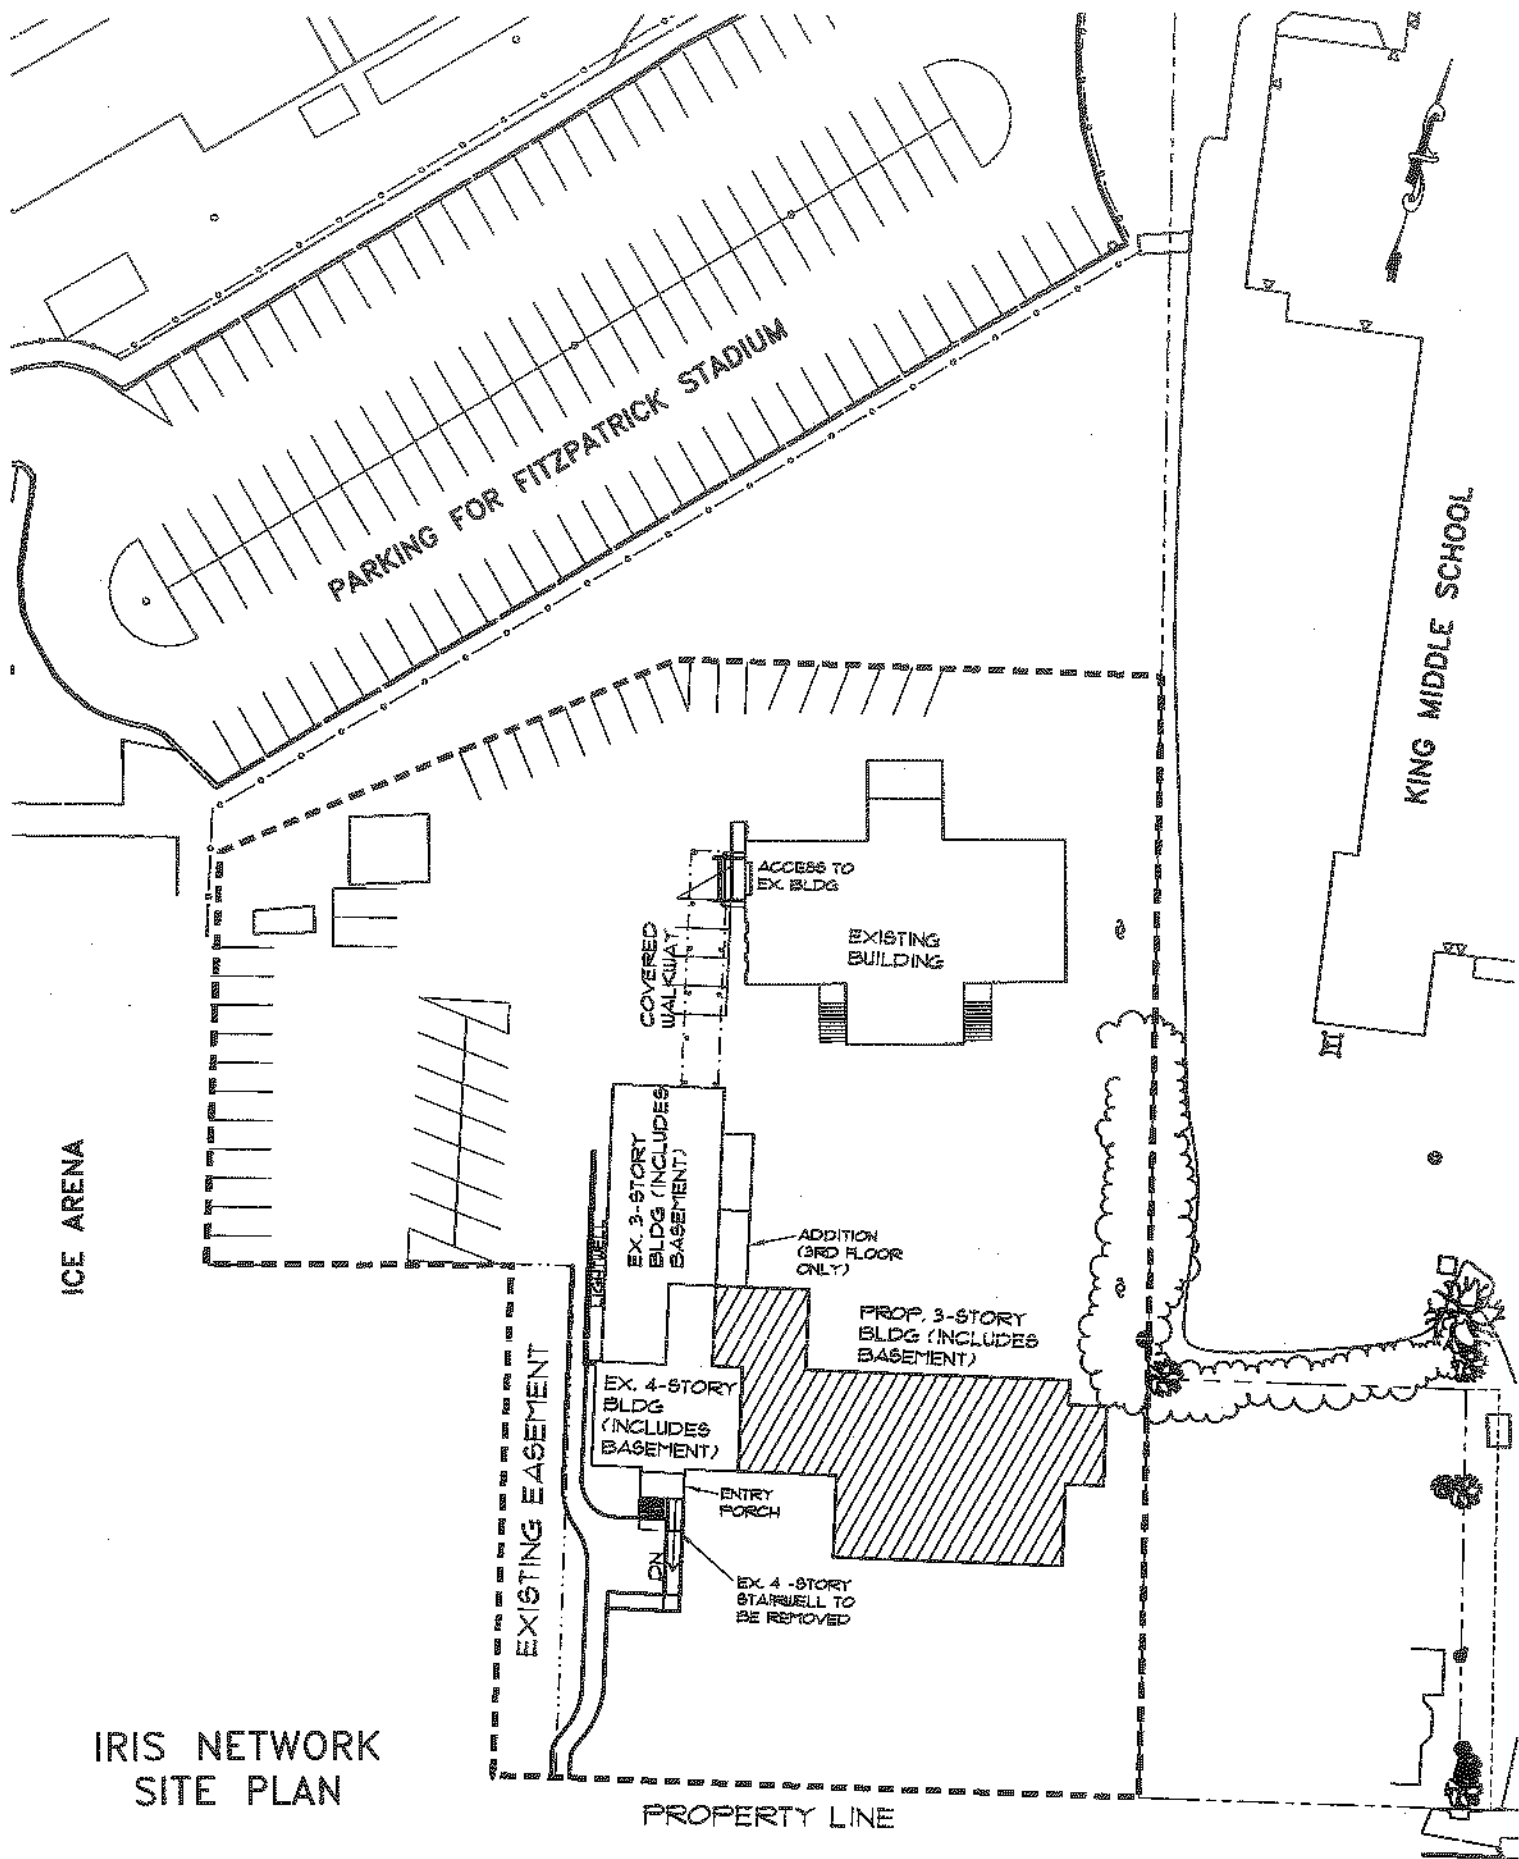 PARKING FOR FITZPATRICK STADIUM
KING MIDDLE SCHOOL
ACCESS TO
EX. BLDG
EXISTING
BUILDING
COVERED
WALKWAY
EX. 3-STORY
BLDG (INCLUDES
BASEMENT)
LIGHTWELL
ADDITION
(3RD FLOOR
ONLY)
PROP. 3-STORY
BLDG (INCLUDES
BASEMENT)
ICE ARENA
EX. 4-STORY
BLDG
(INCLUDES
BASEMENT)
EXISTING EASEMENT
ENTRY
PORCH
DN
EX. 4 -STORY
STAIRWELL TO
BE REMOVED
IRIS NETWORK
SITE PLAN
PROPERTY LINE